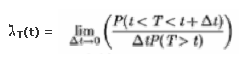 λT(t) = lim Δt→0 ( P(t < T < t + Δt) / ΔtP(T > t) )